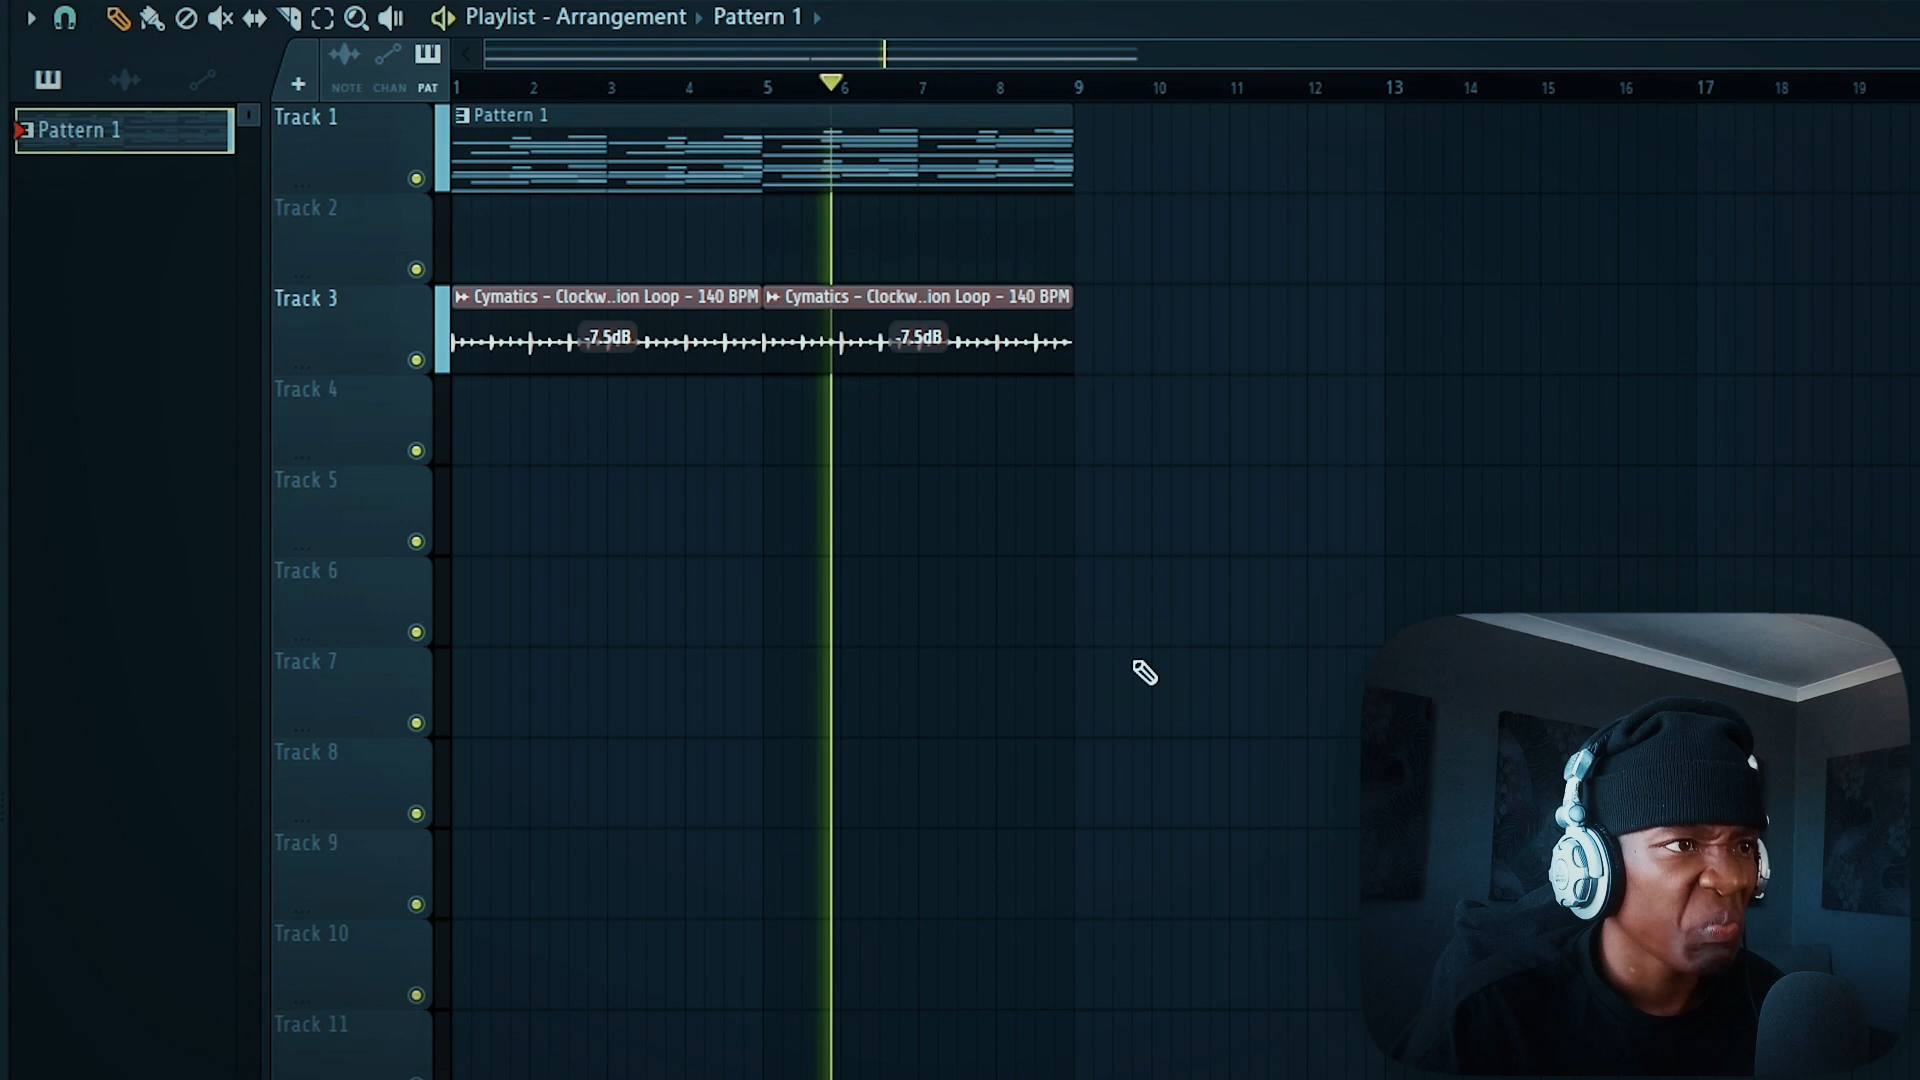 Playlist - Arrangement › Pattern 1 ›
NOTE CHAN PAT
1 2 3 4 5 6 7 8 9 10 11 12 13 14 15 16 17 18 19
Pattern 1
Track 1
Pattern 1
Track 2
Track 3
Cymatics - Clockw..ion Loop - 140 BPM
Cymatics - Clockw..ion Loop - 140 BPM
-7.5dB
-7.5dB
Track 4
Track 5
Track 6
Track 7
Track 8
Track 9
Track 10
Track 11